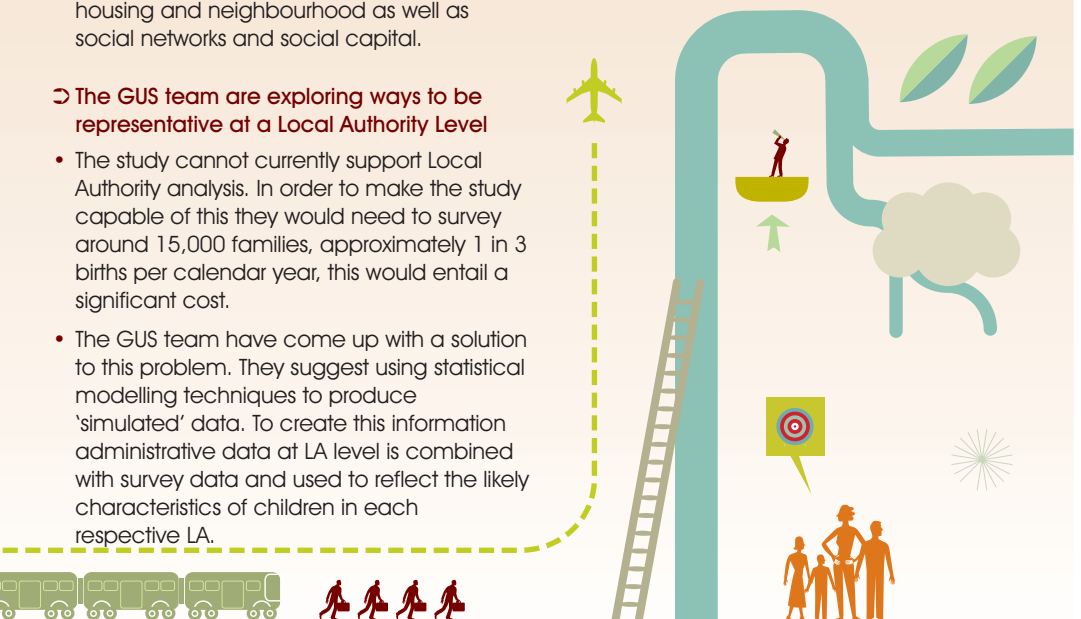 housing and neighbourhood as well as
social networks and social capital.
➲ The GUS team are exploring ways to be
representative at a Local Authority Level
• The study cannot currently support Local
Authority analysis. In order to make the study
capable of this they would need to survey
around 15,000 families, approximately 1 in 3
births per calendar year, this would entail a
significant cost.
• The GUS team have come up with a solution
to this problem. They suggest using statistical
modelling techniques to produce
‘simulated’ data. To create this information
administrative data at LA level is combined
with survey data and used to reflect the likely
characteristics of children in each
respective LA.